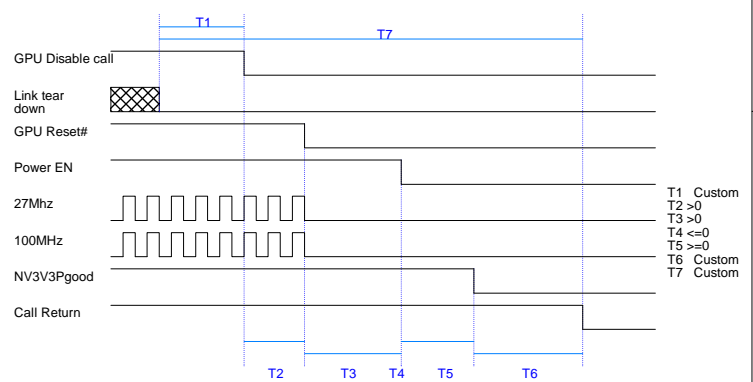 T1
T7
GPU Disable call
Link tear
down
GPU Reset#
Power EN
27Mhz
100MHz
NV3V3Pgood
Call Return
T1 Custom
T2 >0
T3 >0
T4 <=0
T5 >=0
T6 Custom
T7 Custom
T2 T3 T4 T5 T6